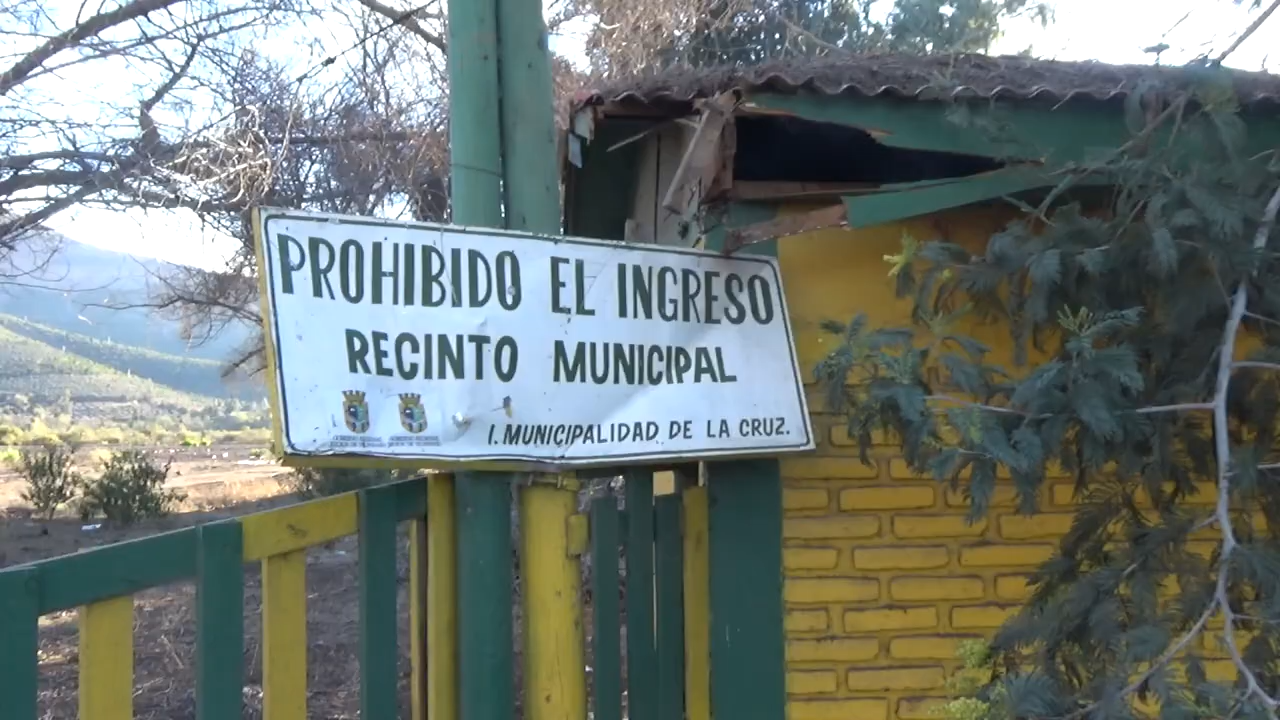 PROHIBIDO EL INGRESO
RECINTO MUNICIPAL
I. MUNICIPALIDAD DE LA CRUZ.